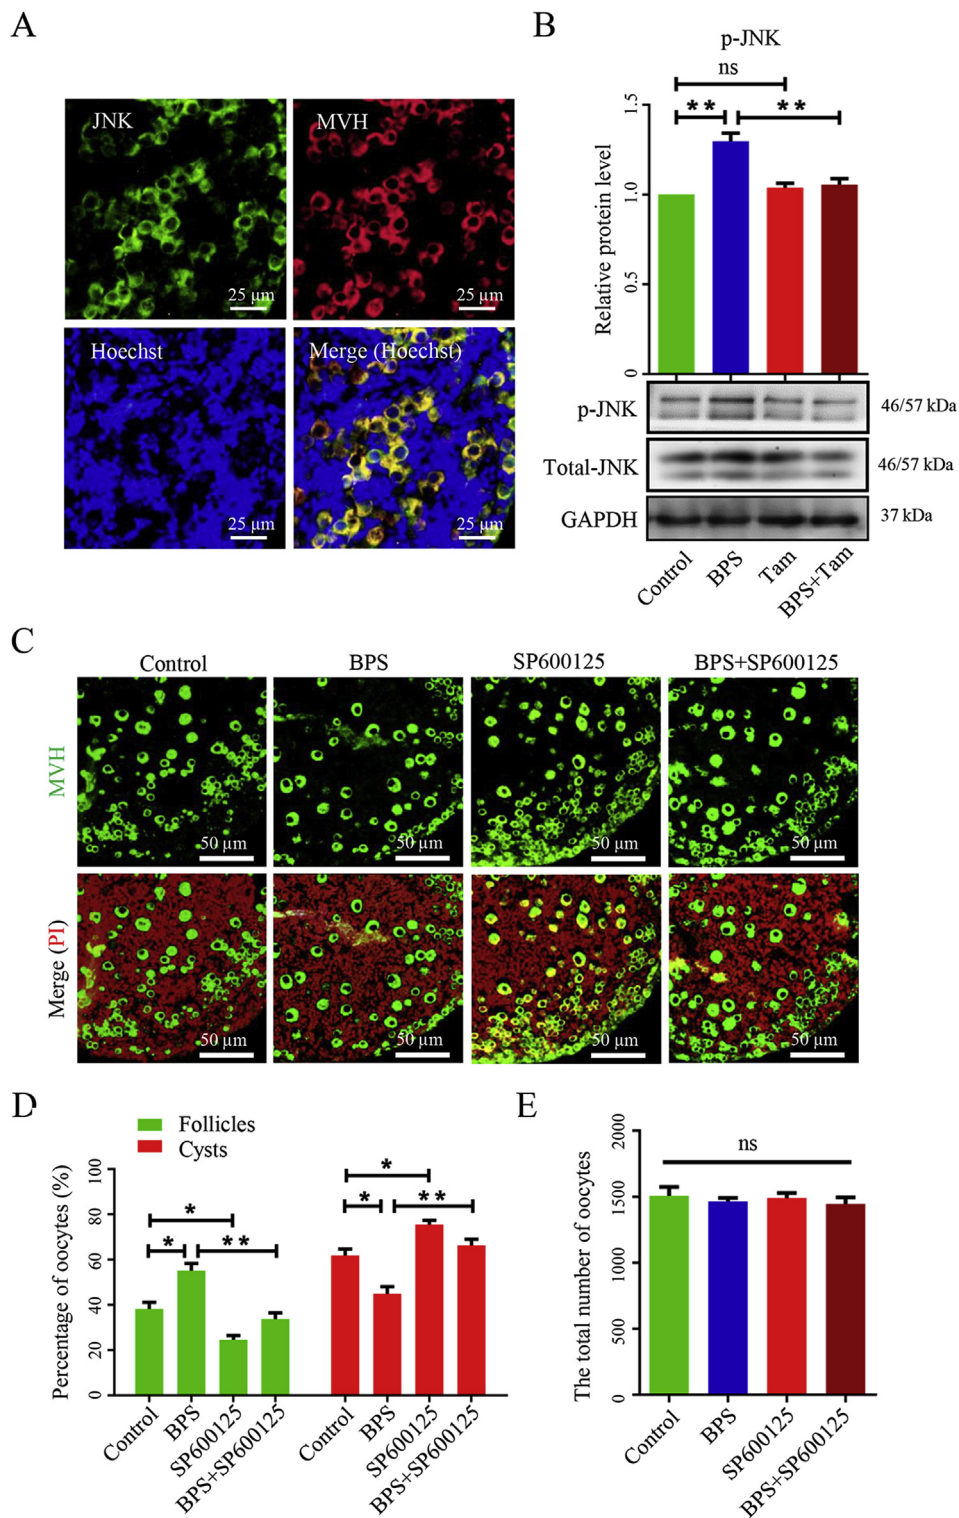 A
JNK
MVH
25 µm
25 µm
Hoechst
Merge (Hoechst)
25 µm
25 µm
B
p-JNK
ns
** **
Relative protein level
1.5
1.0
0.5
0
p-JNK 46/57 kDa
Total-JNK 46/57 kDa
GAPDH 37 kDa
Control BPS Tam BPS+Tam
C
Control BPS SP600125 BPS+SP600125
MVH
50 µm 50 µm 50 µm 50 µm
Merge (PI)
50 µm 50 µm 50 µm 50 µm
D
Follicles
Cysts
Percentage of oocytes (%)
100
80
60
40
20
0
*
* **
*
* **
Control BPS SP600125 BPS+SP600125 Control BPS SP600125 BPS+SP600125
E
The total number of oocytes
2000
1500
1000
500
0
ns
Control BPS SP600125 BPS+SP600125